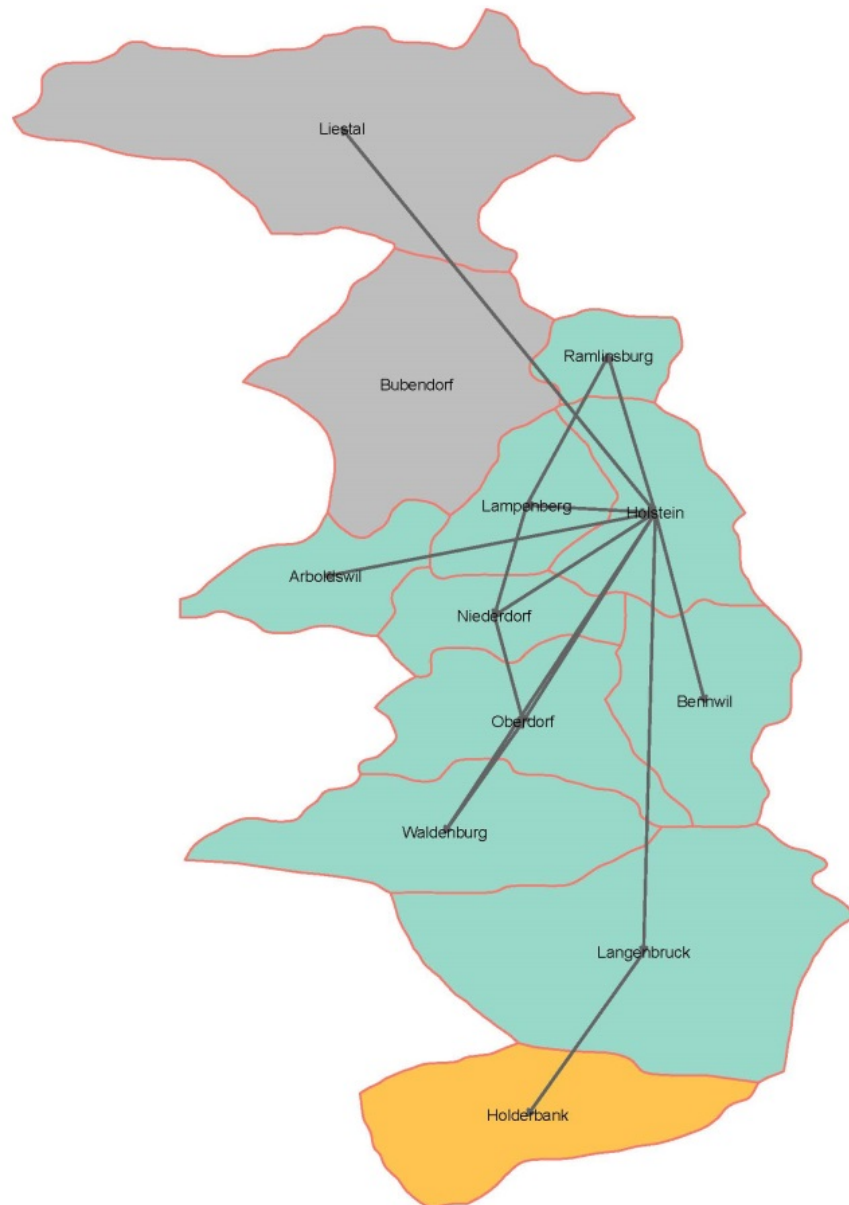 Liestal
Ramlinsburg
Bubendorf
Lampenberg
Holstein
Arboldswil
Niederdorf
Bennwil
Oberdorf
Waldenburg
Langenbruck
Holderbank